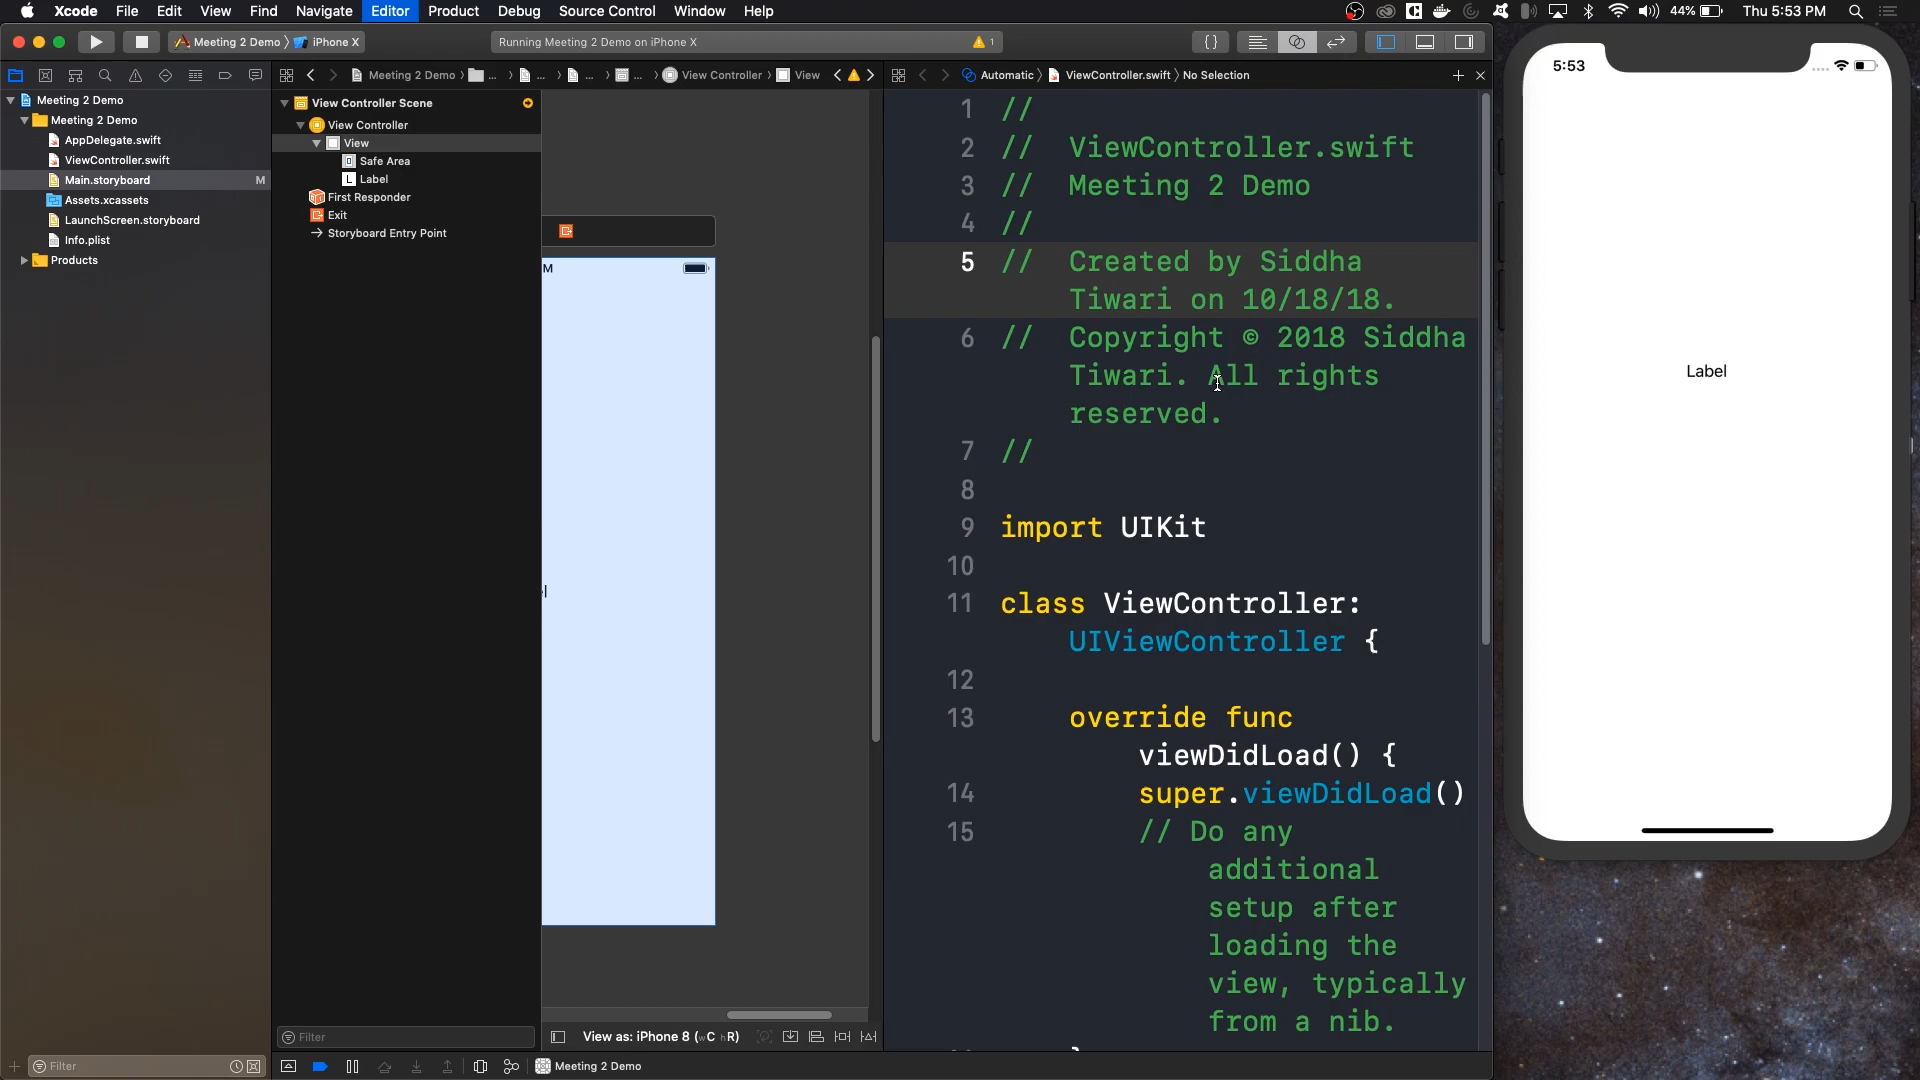 Xcode File Edit View Find Navigate Editor Product Debug Source Control Window Help
44% Thu 5:53 PM
Meeting 2 Demo iPhone X
Running Meeting 2 Demo on iPhone X
1
Meeting 2 Demo
Meeting 2 Demo
AppDelegate.swift
ViewController.swift
Main.storyboard M
Assets.xcassets
LaunchScreen.storyboard
Info.plist
Products
Filter
Meeting 2 Demo ... ... ... ... View Controller View
View Controller Scene
View Controller
View
Safe Area
L Label
First Responder
Exit
Storyboard Entry Point
Filter
M
el
View as: iPhone 8 (wC hR)
Meeting 2 Demo
Automatic ViewController.swift No Selection
1 //
2 // ViewController.swift
3 // Meeting 2 Demo
4 //
5 // Created by Siddha
Tiwari on 10/18/18.
6 // Copyright © 2018 Siddha
Tiwari. All rights
reserved.
7 //
8
9 import UIKit
10
11 class ViewController:
UIViewController {
12
13 override func
viewDidLoad() {
14 super.viewDidLoad()
15 // Do any
additional
setup after
loading the
view, typically
from a nib.
}
5:53
Label